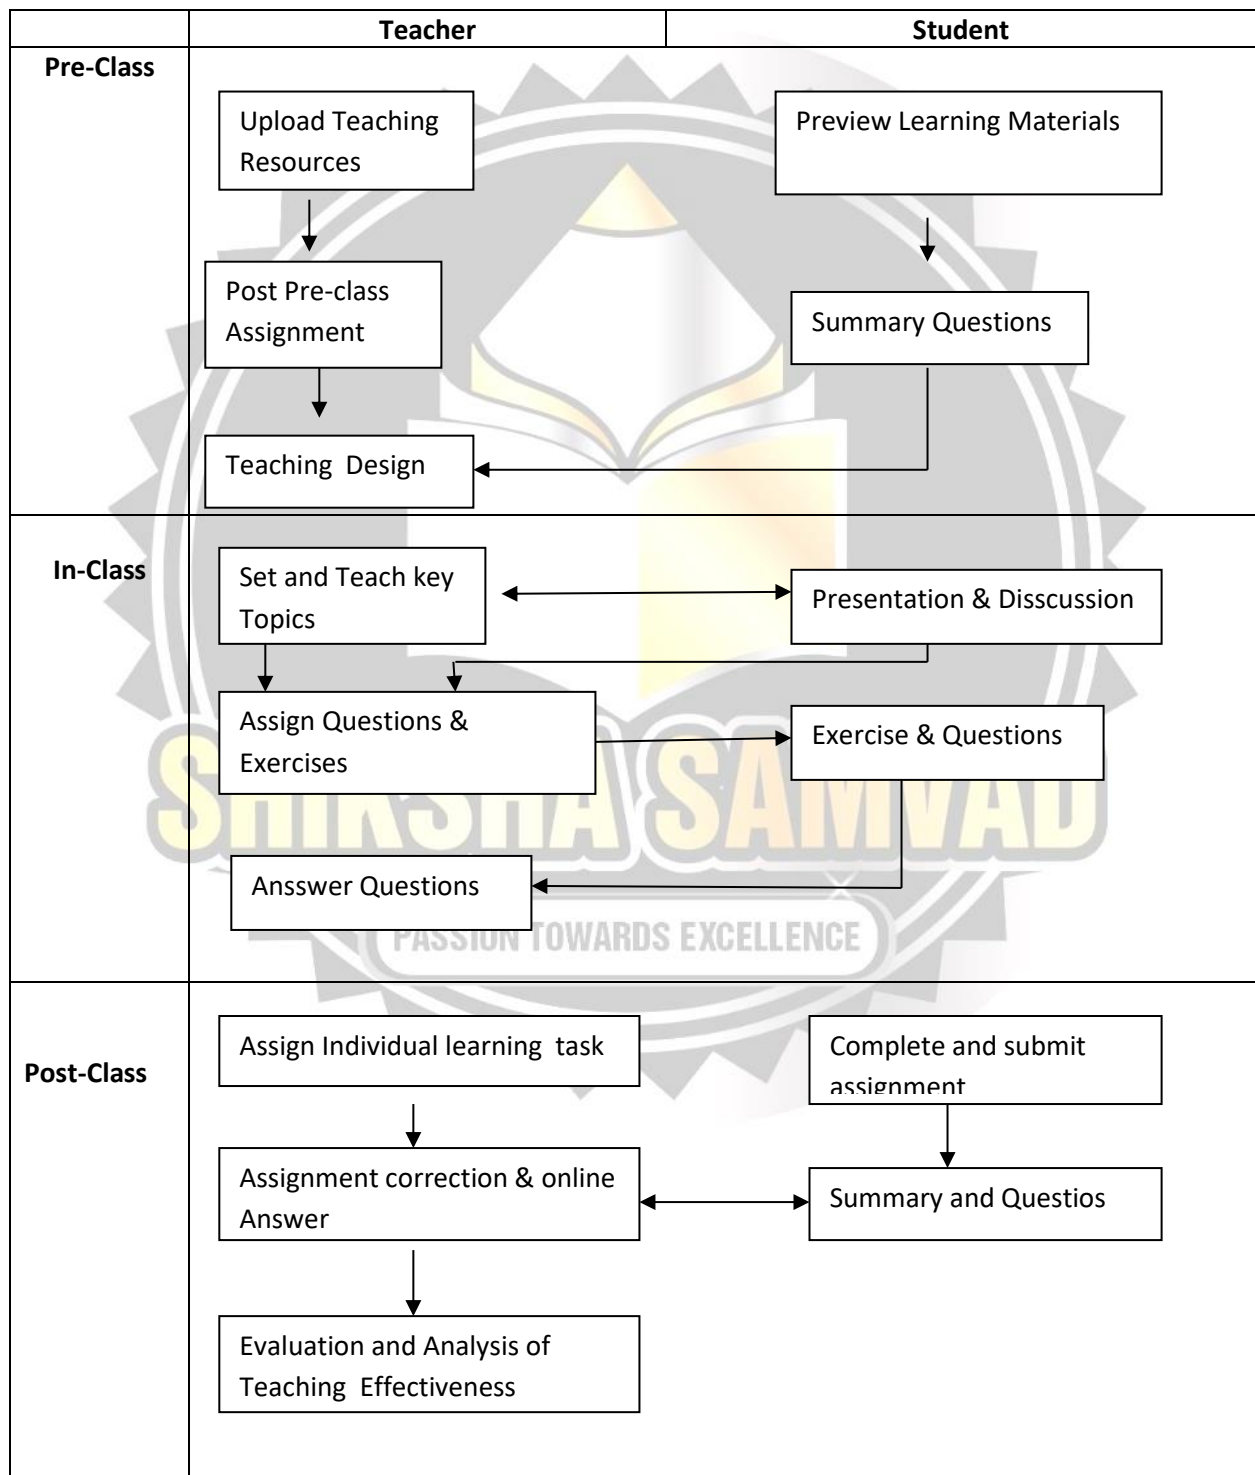 Teacher
Student
Pre-Class
Upload Teaching
Resources
Preview Learning Materials
Post Pre-class
Assignment
Summary Questions
Teaching Design
In-Class
Set and Teach key
Topics
Presentation & Disscussion
Assign Questions &
Exercises
Exercise & Questions
SHIKSHA SAMVAD
Ansswer Questions
PASSION TOWARDS EXCELLENCE
Post-Class
Assign Individual learning task
Complete and submit
assignment
Assignment correction & online
Answer
Summary and Questios
Evaluation and Analysis of
Teaching Effectiveness